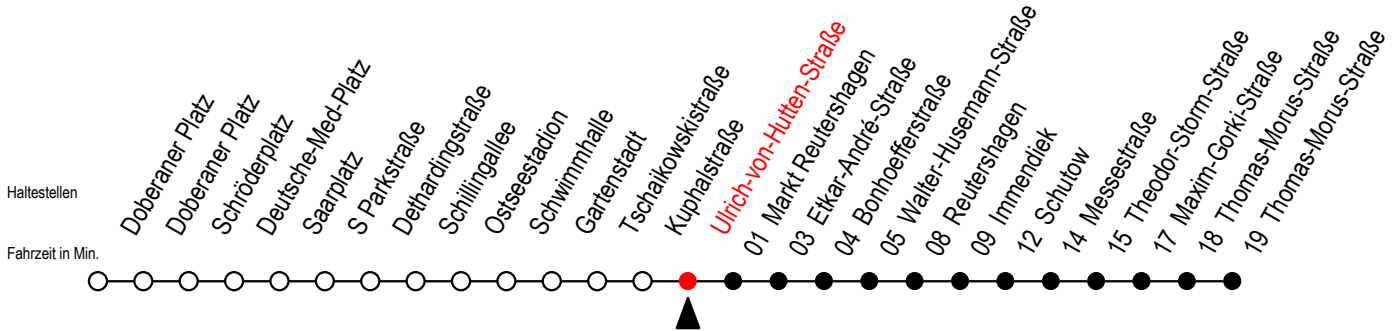 Haltestellen
Fahrzeit in Min.
Doberaner Platz
Doberaner Platz
Schröderplatz
Deutsche-Med-Platz
Saarplatz
S Parkstraße
Dethardingstraße
Schillingallee
Ostseestadion
Schwimmhalle
Gartenstadt
Tschaikowskistraße
Kuphalstraße
Ulrich-von-Hutten-Straße
01 Markt Reutershagen
03 Etkar-André-Straße
04 Bonhoefferstraße
05 Walter-Husemann-Straße
08 Reutershagen
09 Immendiek
12 Schutow
14 Messestraße
15 Theodor-Storm-Straße
17 Maxim-Gorki-Straße
18 Thomas-Morus-Straße
19 Thomas-Morus-Straße